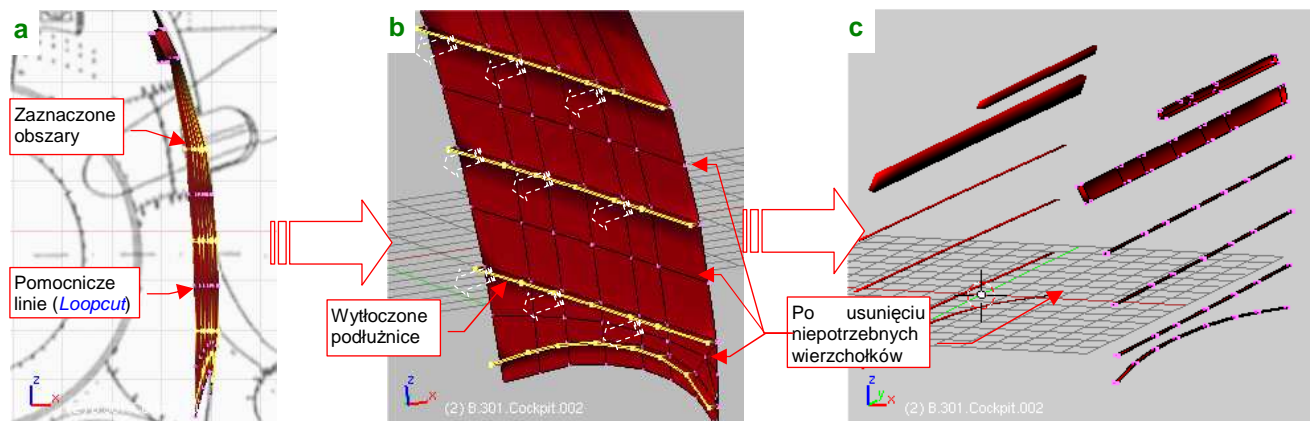 a
Zaznaczone
obszary
Pomocnicze
linie (Loopcut)
z
x
b
Wytłoczone
podłużnice
z
x
(2) B.301.Cockpit.002
c
Po usunięciu
niepotrzebnych
wierzchołków
z
y
x
(2) B.301.Cockpit.002